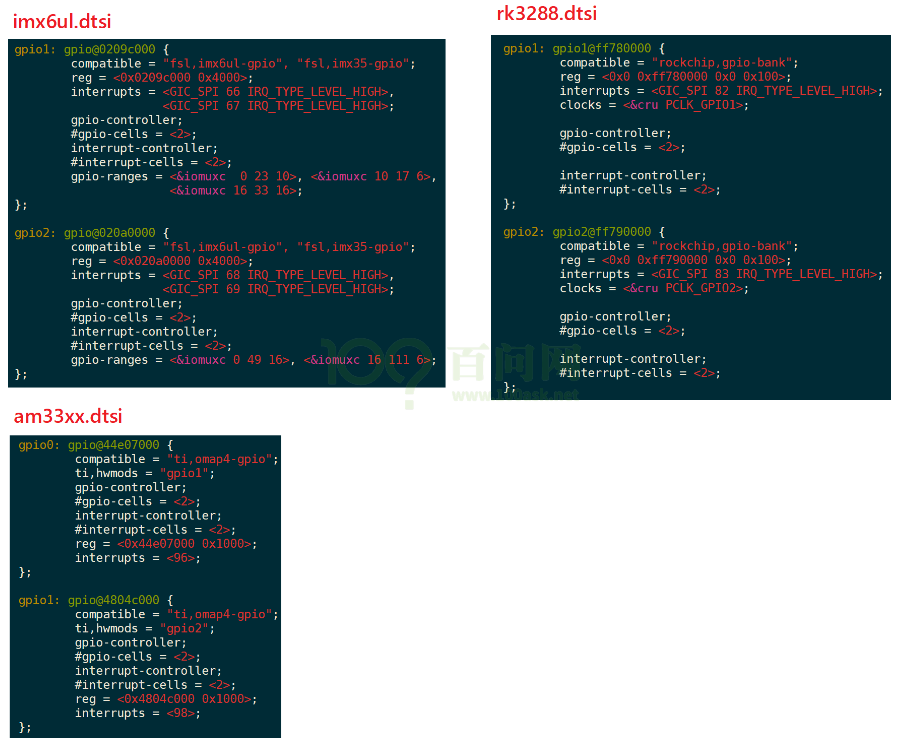 imx6ul.dtsi
gpio1: gpio@0209c000 {
compatible = "fsl,imx6ul-gpio", "fsl,imx35-gpio";
reg = <0x0209c000 0x4000>;
interrupts = <GIC_SPI 66 IRQ_TYPE_LEVEL_HIGH>,
<GIC_SPI 67 IRQ_TYPE_LEVEL_HIGH>;
gpio-controller;
#gpio-cells = <2>;
interrupt-controller;
#interrupt-cells = <2>;
gpio-ranges = <&iomuxc  0 23 10>, <&iomuxc 10 17 6>,
<&iomuxc 16 33 16>;
};
gpio2: gpio@020a0000 {
compatible = "fsl,imx6ul-gpio", "fsl,imx35-gpio";
reg = <0x020a0000 0x4000>;
interrupts = <GIC_SPI 68 IRQ_TYPE_LEVEL_HIGH>,
<GIC_SPI 69 IRQ_TYPE_LEVEL_HIGH>;
gpio-controller;
#gpio-cells = <2>;
interrupt-controller;
#interrupt-cells = <2>;
gpio-ranges = <&iomuxc 0 49 16>, <&iomuxc 16 111 6>;
};
rk3288.dtsi
gpio1: gpio1@ff780000 {
compatible = "rockchip,gpio-bank";
reg = <0x0 0xff780000 0x0 0x100>;
interrupts = <GIC_SPI 82 IRQ_TYPE_LEVEL_HIGH>;
clocks = <&cru PCLK_GPIO1>;
gpio-controller;
#gpio-cells = <2>;
interrupt-controller;
#interrupt-cells = <2>;
};
gpio2: gpio2@ff790000 {
compatible = "rockchip,gpio-bank";
reg = <0x0 0xff790000 0x0 0x100>;
interrupts = <GIC_SPI 83 IRQ_TYPE_LEVEL_HIGH>;
clocks = <&cru PCLK_GPIO2>;
gpio-controller;
#gpio-cells = <2>;
interrupt-controller;
#interrupt-cells = <2>;
};
百问网
am33xx.dtsi
gpio0: gpio@44e07000 {
compatible = "ti,omap4-gpio";
ti,hwmods = "gpio1";
gpio-controller;
#gpio-cells = <2>;
interrupt-controller;
#interrupt-cells = <2>;
reg = <0x44e07000 0x1000>;
interrupts = <96>;
};
gpio1: gpio@4804c000 {
compatible = "ti,omap4-gpio";
ti,hwmods = "gpio2";
gpio-controller;
#gpio-cells = <2>;
interrupt-controller;
#interrupt-cells = <2>;
reg = <0x4804c000 0x1000>;
interrupts = <98>;
};